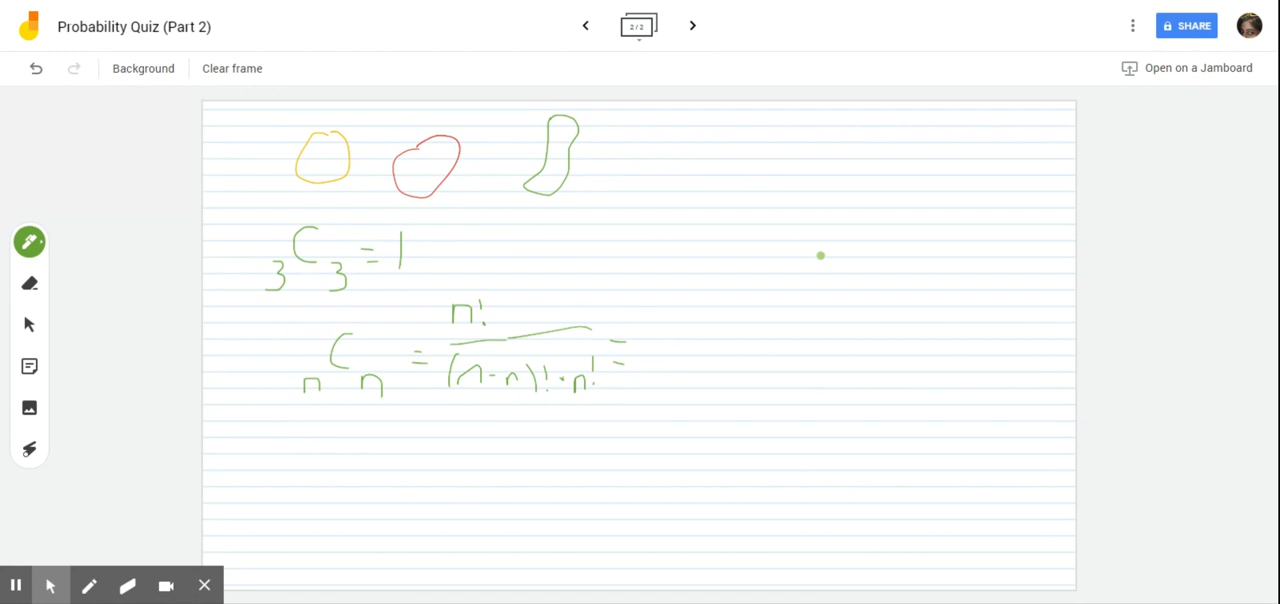 Probability Quiz (Part 2)
2 / 2
SHARE
Background
Clear frame
Open on a Jamboard
3C3 = 1
n!
nCn = ———— =
(n-n)! · n!